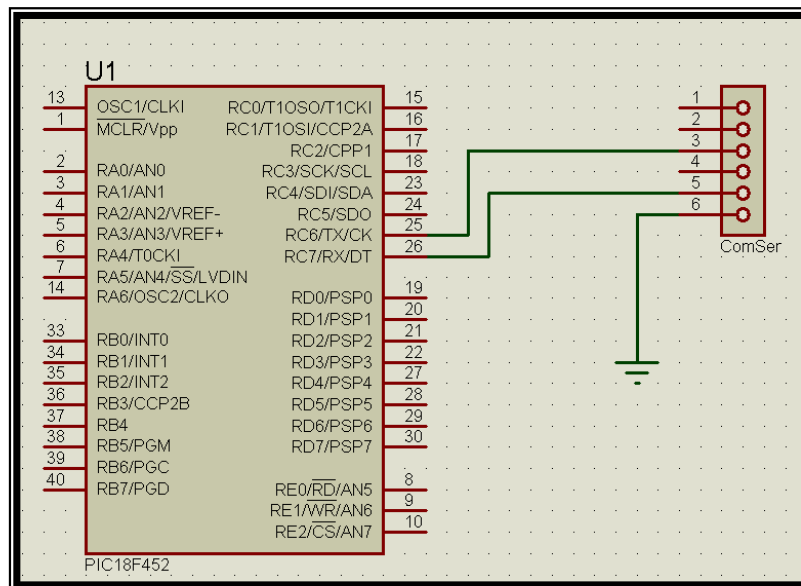 U1
13 OSC1/CLKI
1 MCLR/Vpp
2 RA0/AN0
3 RA1/AN1
4 RA2/AN2/VREF-
5 RA3/AN3/VREF+
6 RA4/T0CKI
7 RA5/AN4/SS/LVDIN
14 RA6/OSC2/CLKO
33 RB0/INT0
34 RB1/INT1
35 RB2/INT2
36 RB3/CCP2B
37 RB4
38 RB5/PGM
39 RB6/PGC
40 RB7/PGD
RC0/T1OSO/T1CKI 15
RC1/T1OSI/CCP2A 16
RC2/CPP1 17
RC3/SCK/SCL 18
RC4/SDI/SDA 23
RC5/SDO 24
RC6/TX/CK 25
RC7/RX/DT 26
RD0/PSP0 19
RD1/PSP1 20
RD2/PSP2 21
RD3/PSP3 22
RD4/PSP4 27
RD5/PSP5 28
RD6/PSP6 29
RD7/PSP7 30
RE0/RD/AN5 8
RE1/WR/AN6 9
RE2/CS/AN7 10
PIC18F452
1
2
3
4
5
6
ComSer